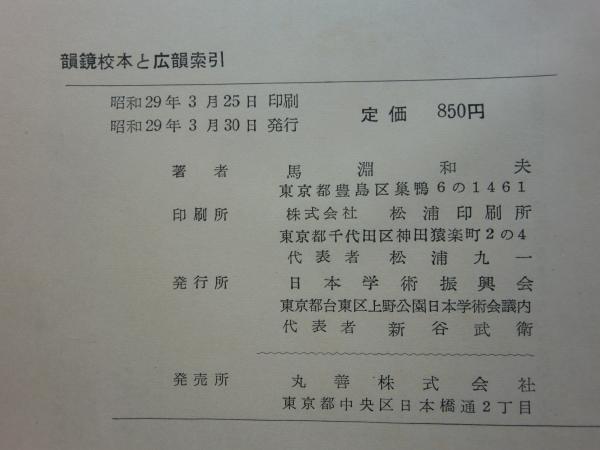 韻鏡校本と広韻索引
昭和29年3月25日 印刷
昭和29年3月30日 発行
定価 850円
著者 馬淵和夫
東京都豊島区巣鴨6の1461
印刷所 株式会社 松浦印刷所
東京都千代田区神田猿楽町2の4
代表者 松浦九一
発行所 日本学術振興会
東京都台東区上野公園日本学術会議内
代表者 新谷武衛
発売所 丸善株式会社
東京都中央区日本橋通2丁目